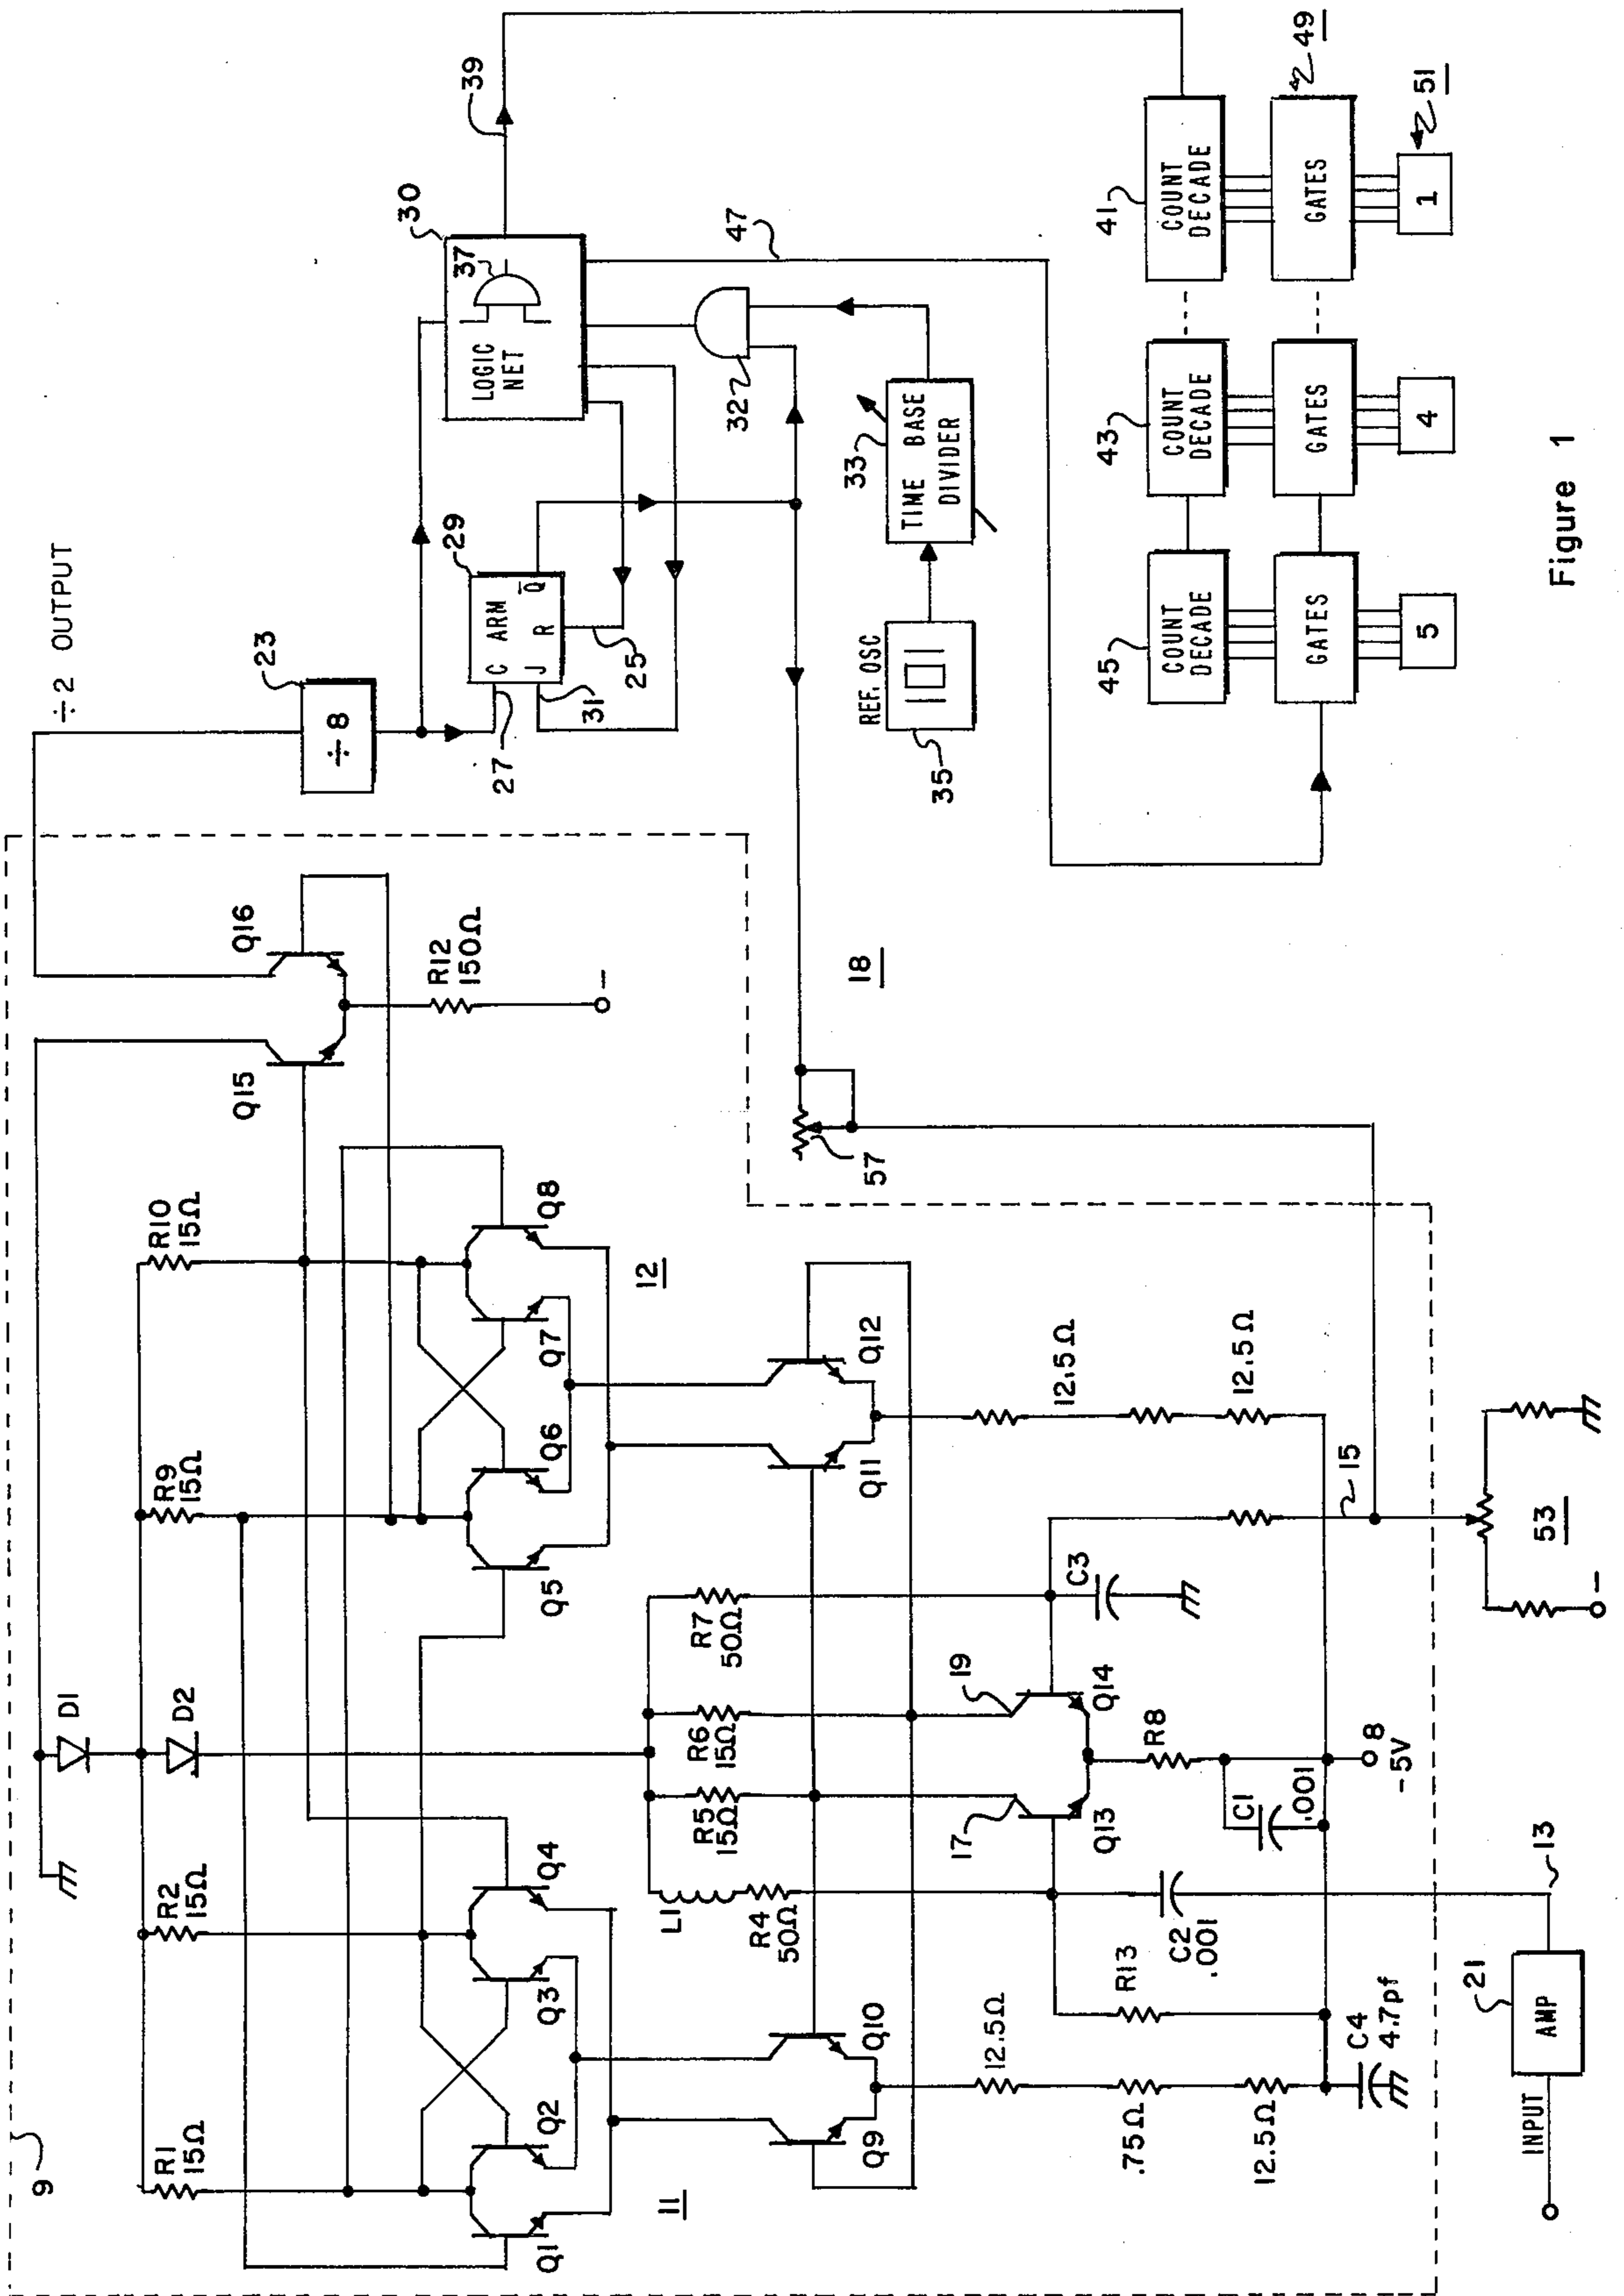 9
R1
15Ω
R2
15Ω
D1
D2
R9
15Ω
R10
15Ω
Q15
Q16
R12
150Ω
−
÷2 OUTPUT
23
÷8
Q1
Q2
Q3
Q4
11
Q5
Q6
Q7
Q8
12
27
C ARM
J
R
Q̅
29
31
25
30
LOGIC
NET
37
39
57
18
32
33
TIME BASE
DIVIDER
REF. OSC
35
47
Q9
Q10
L1
R4
50Ω
R5
15Ω
R6
15Ω
R7
50Ω
Q11
Q12
12.5Ω
.75Ω
12.5Ω
R13
C2
.001
17
Q13
19
Q14
C3
R8
C1
.001
12.5Ω
12.5Ω
15
C4
4.7pf
8
-5V
INPUT
21
AMP
13
53
−
45
COUNT
DECADE
43
COUNT
DECADE
41
COUNT
DECADE
GATES
GATES
GATES
49
5
4
1
51
Figure 1